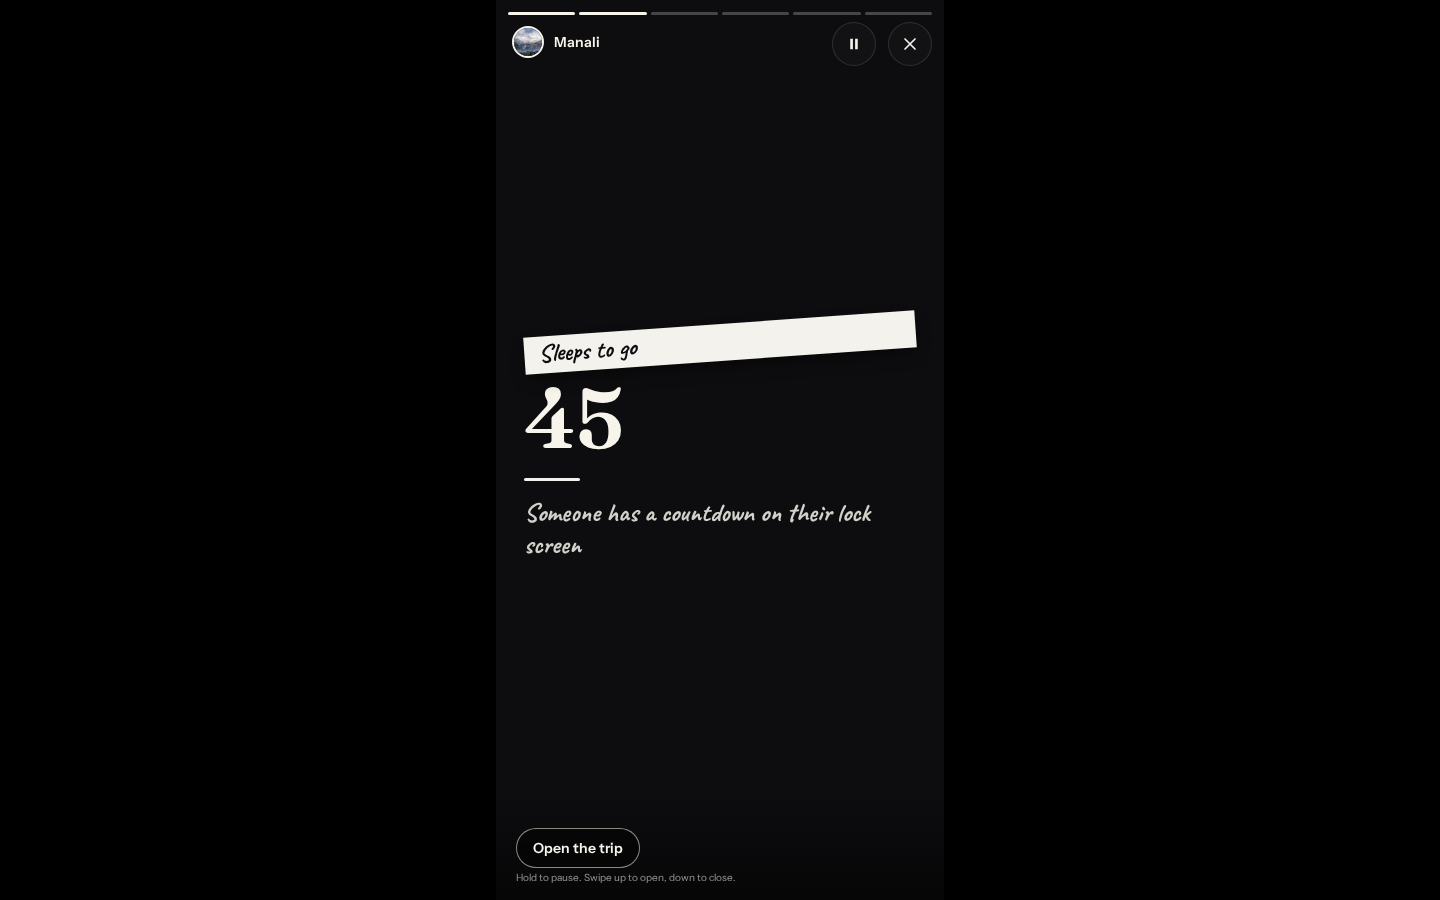 Manali
Sleeps to go
45
Someone has a countdown on their lock
screen
Open the trip
Hold to pause. Swipe up to open, down to close.